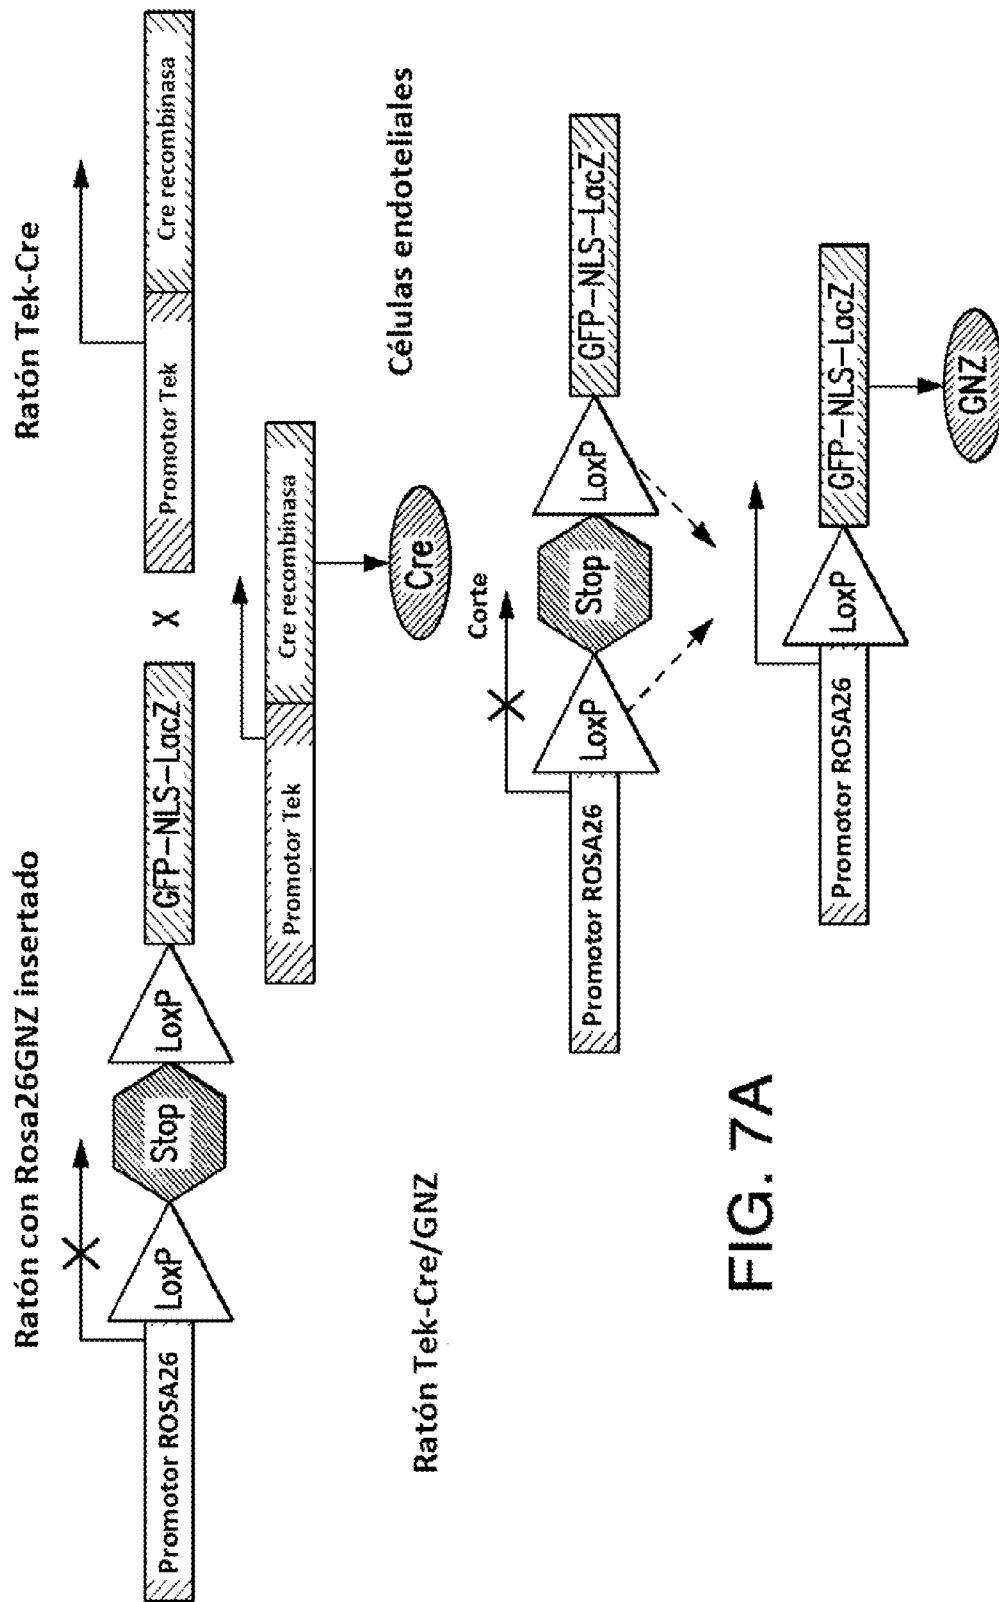 Ratón con Rosa26GNZ insertado
Promotor ROSA26
LoxP
Stop
LoxP
GFP-NLS-LacZ
X
Ratón Tek-Cre
Promotor Tek
Cre recombinasa
Ratón Tek-Cre/GNZ
Promotor Tek
Cre recombinasa
Cre
Células endoteliales
Corte
Promotor ROSA26
LoxP
Stop
LoxP
GFP-NLS-LacZ
Promotor ROSA26
LoxP
GFP-NLS-LacZ
GNZ
FIG. 7A